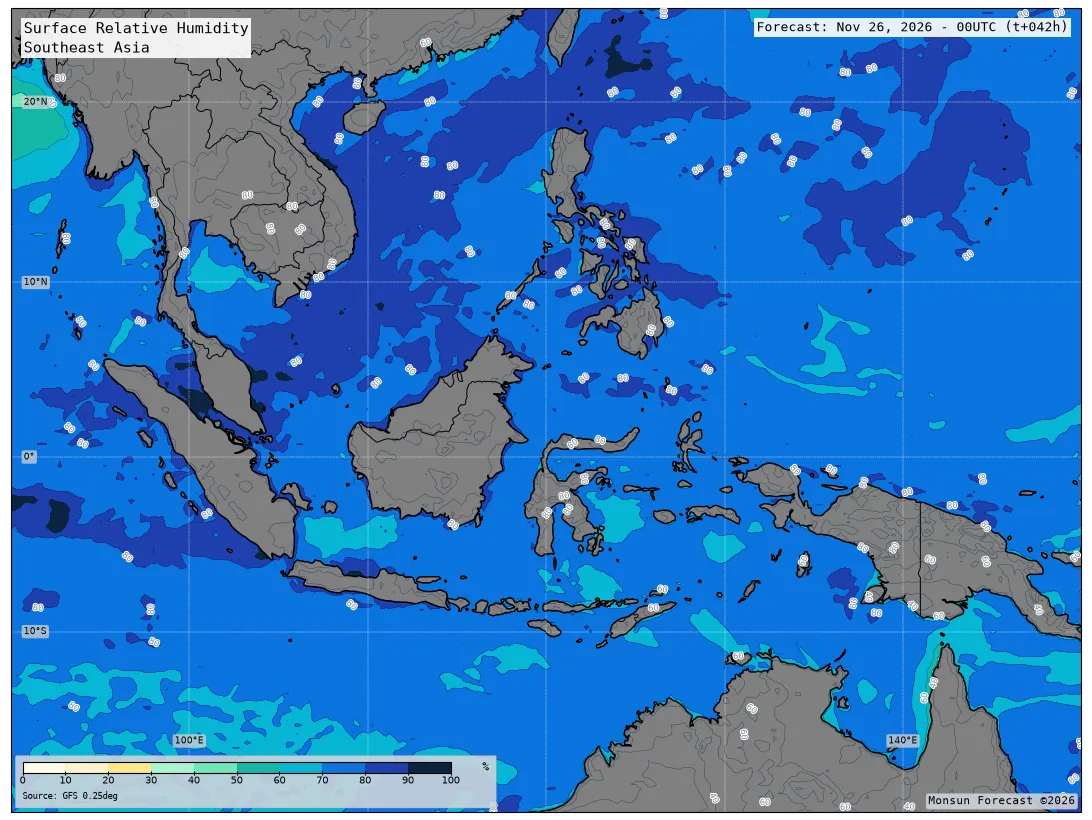 Surface Relative Humidity
Southeast Asia
Forecast: Nov 26, 2026 - 00UTC (t+042h)
20°N
10°N
0°
10°S
100°E
140°E
0 10 20 30 40 50 60 70 80 90 100
%
Source: GFS 0.25deg
Monsun Forecast ©2026